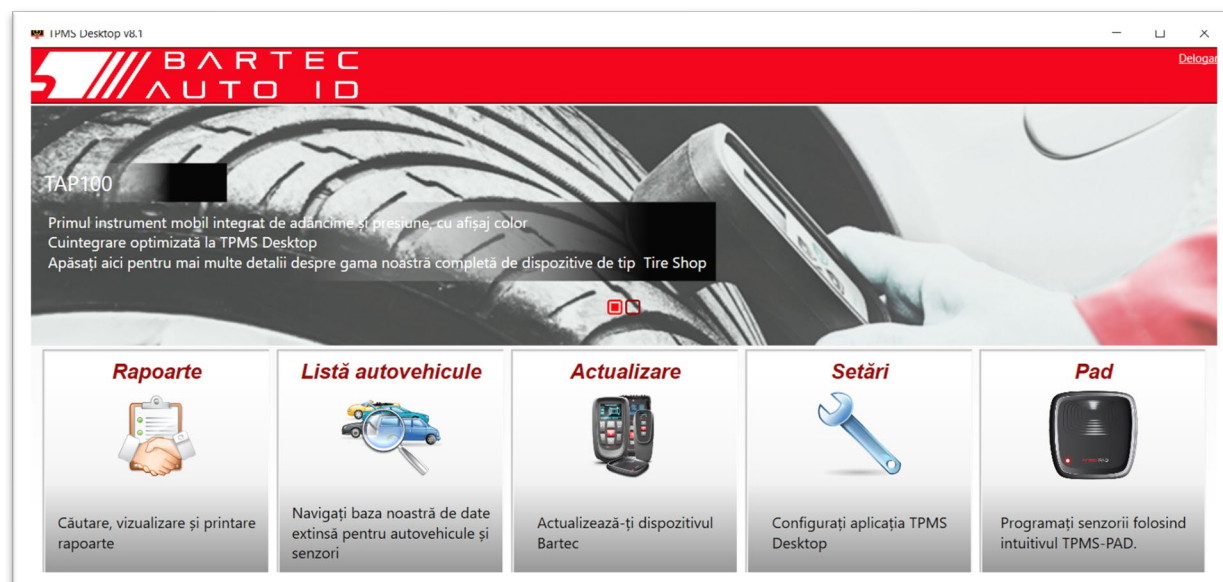 TPMS Desktop v8.1
BARTEC
AUTO ID
Delogar
TAP100
Primul instrument mobil integrat de adâncime și presiune, cu afișaj color
Cuintegrare optimizată la TPMS Desktop
Apăsați aici pentru mai multe detalii despre gama noastră completă de dispozitive de tip Tire Shop
Rapoarte
Căutare, vizualizare și printare
rapoarte
Listă autovehicule
Navigați baza noastră de date
extinsă pentru autovehicule și
senzori
Actualizare
Actualizează-ți dispozitivul
Bartec
Setări
Configurați aplicația TPMS
Desktop
Pad
Programați senzorii folosind
intuitivul TPMS-PAD.